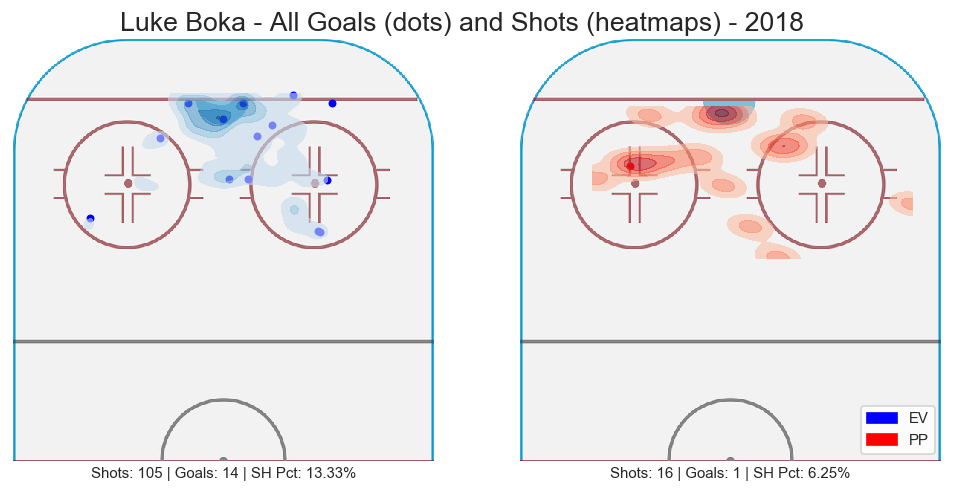 Luke Boka - All Goals (dots) and Shots (heatmaps) - 2018
EV
PP
Shots: 105 | Goals: 14 | SH Pct: 13.33%
Shots: 16 | Goals: 1 | SH Pct: 6.25%